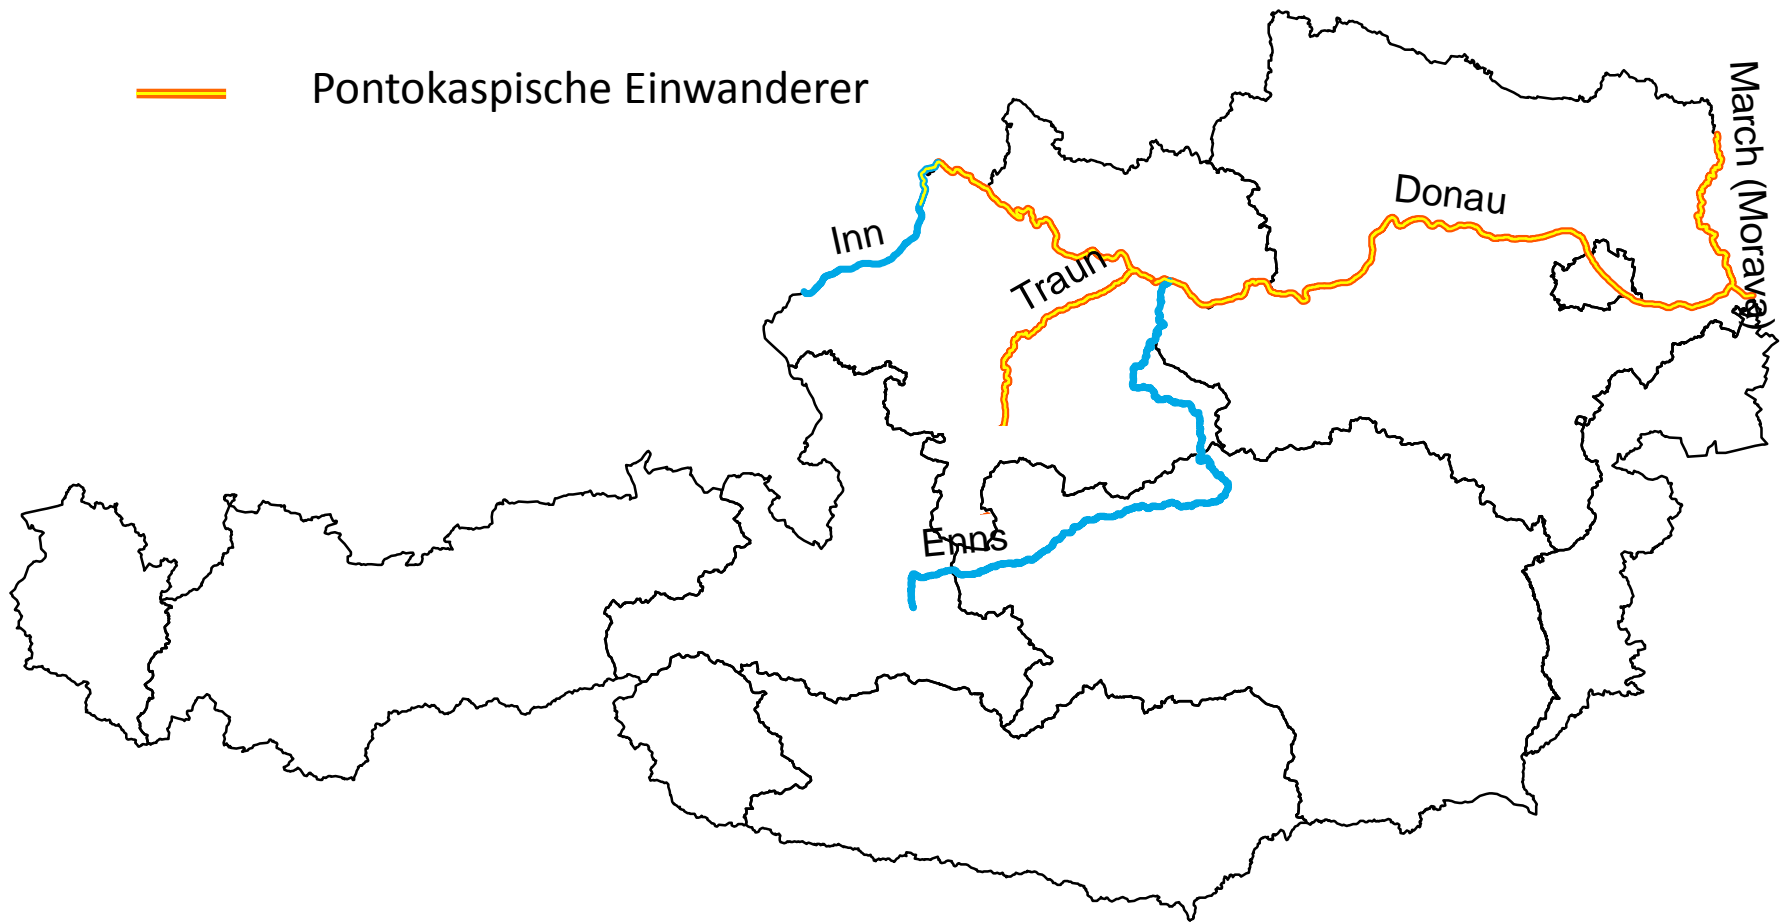 Pontokaspische Einwanderer
March (Morava)
Donau
Inn
Traun
Enns